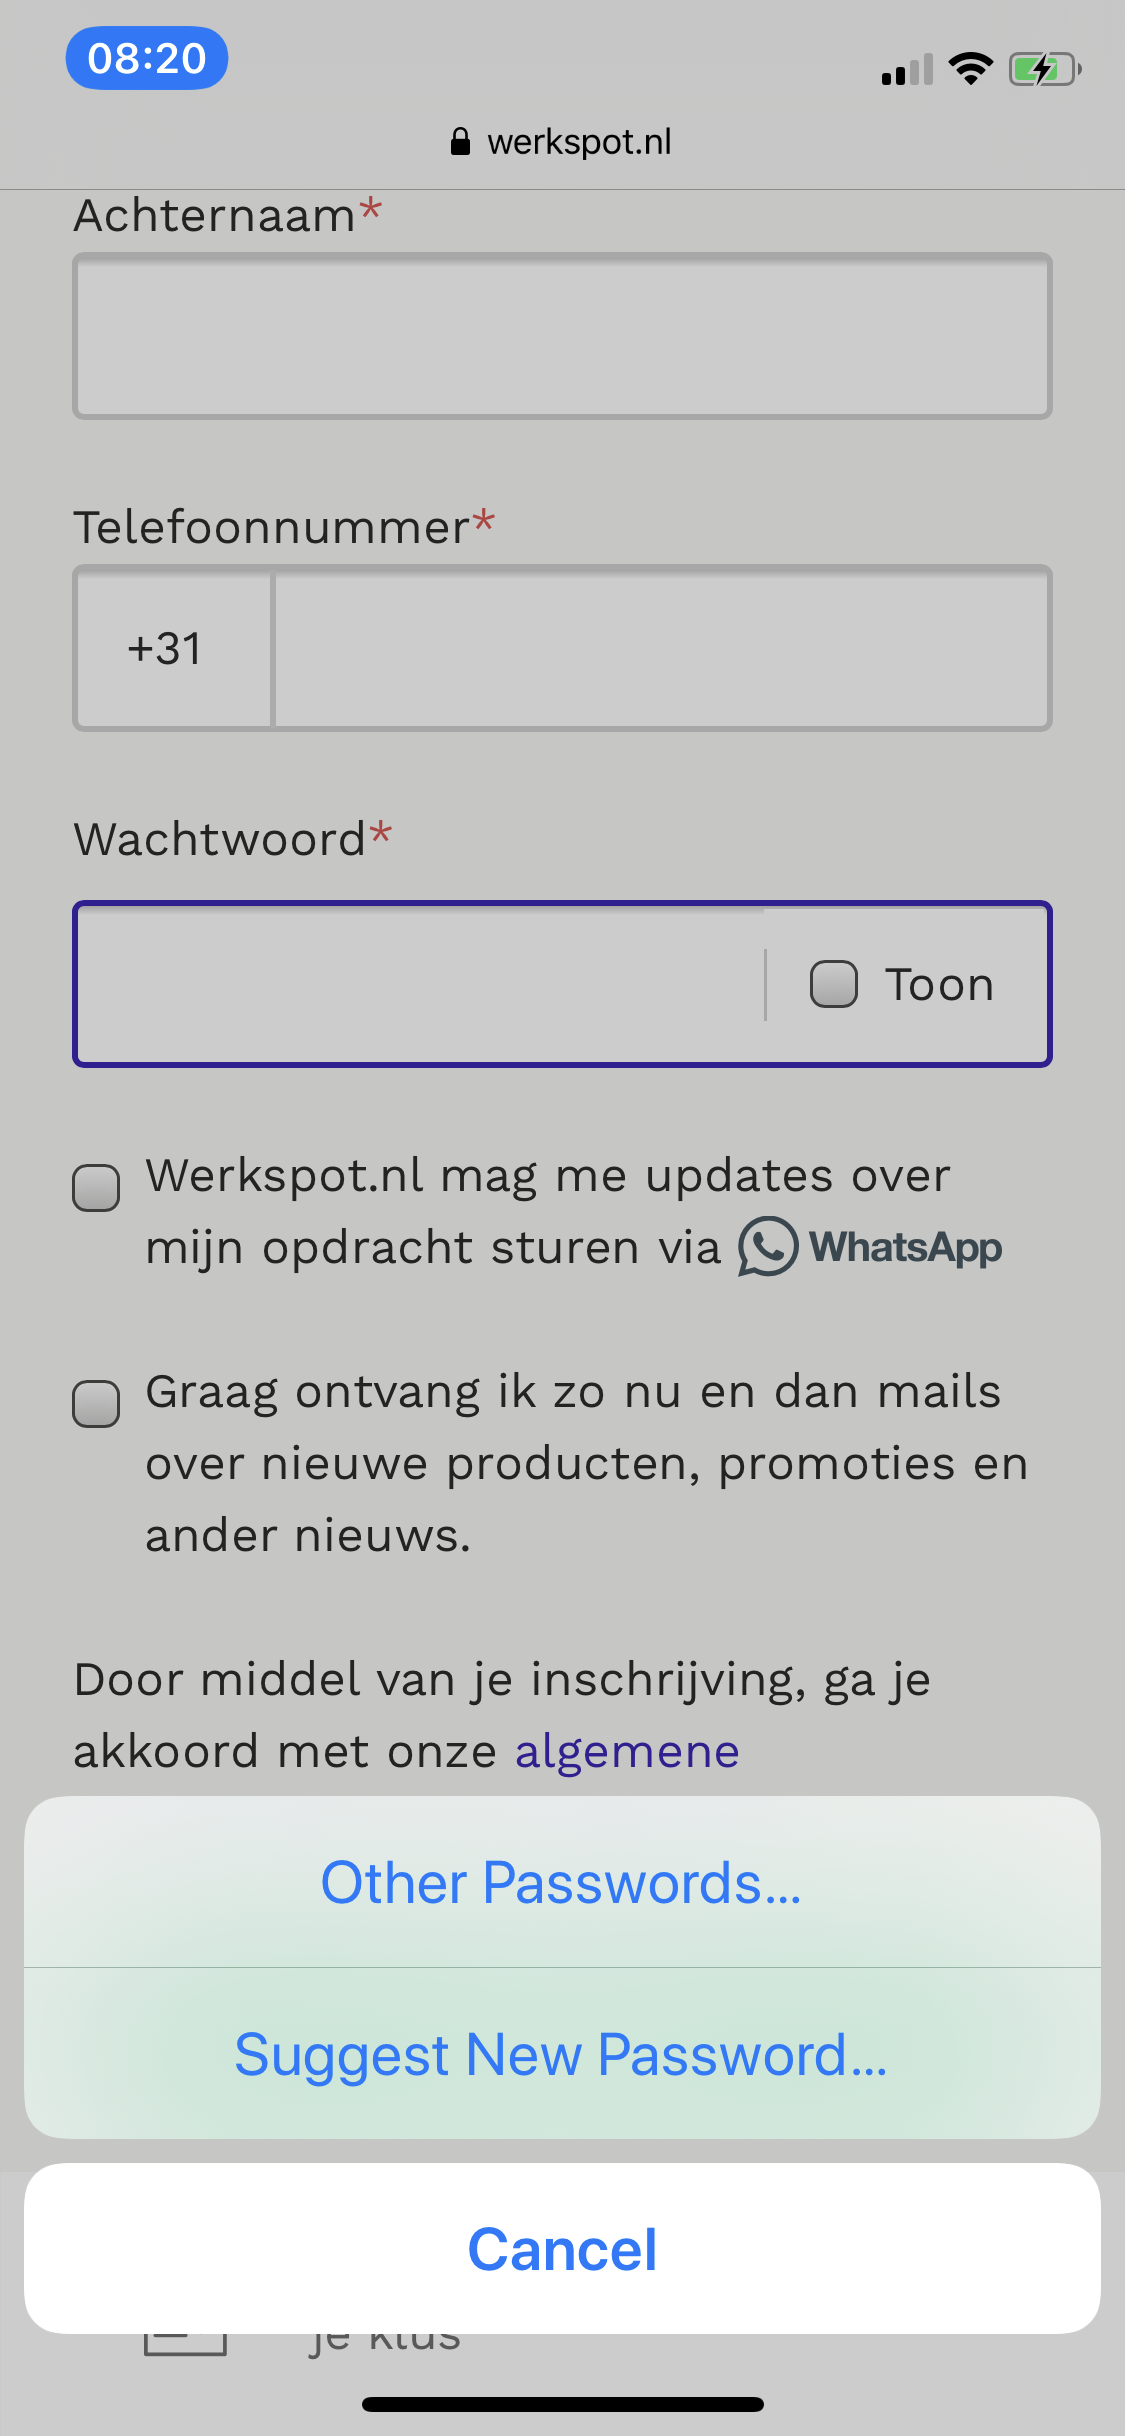 08:20
werkspot.nl
Achternaam*
Telefoonnummer*
+31
Wachtwoord*
Toon
Werkspot.nl mag me updates over
mijn opdracht sturen via WhatsApp
Graag ontvang ik zo nu en dan mails
over nieuwe producten, promoties en
ander nieuws.
Door middel van je inschrijving, ga je
akkoord met onze algemene
Other Passwords...
Suggest New Password...
Cancel
je klus